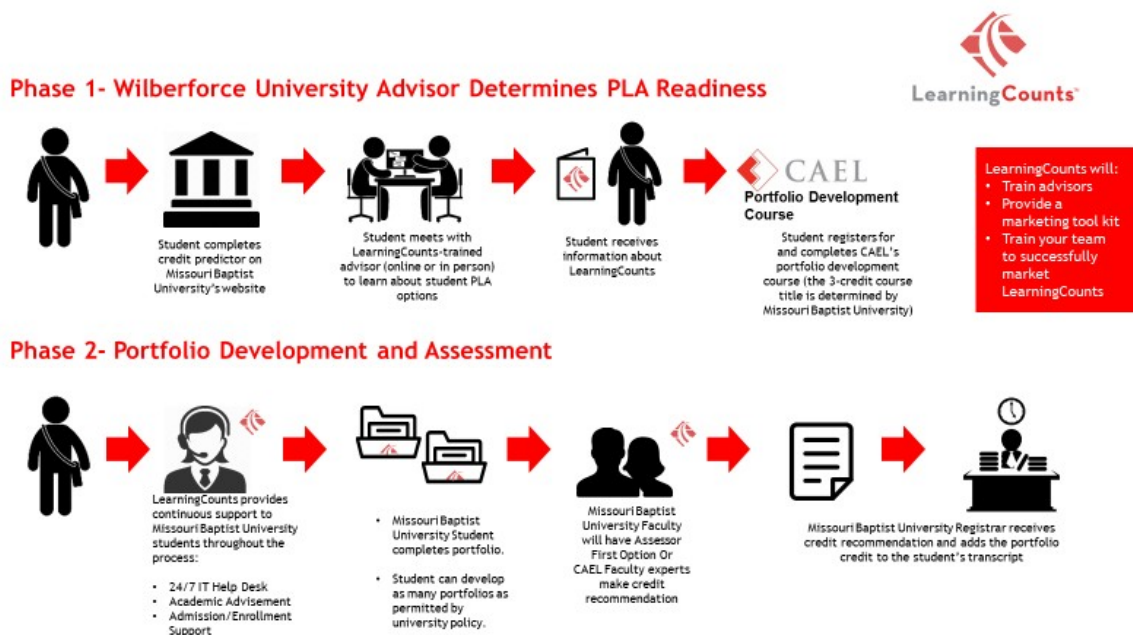 LearningCounts
Phase 1- Wilberforce University Advisor Determines PLA Readiness
Student completes
credit predictor on
Missouri Baptist
University's website
Student meets with
LearningCounts-trained
advisor (online or in person)
to learn about student PLA
options
Student receives
information about
LearningCounts
CAEL
Portfolio Development
Course
Student registers for
and completes CAEL's
portfolio development
course (the 3-credit course
title is determined by
Missouri Baptist University)
LearningCounts will:
• Train advisors
• Provide a
marketing tool kit
• Train your team
to successfully
market
LearningCounts
Phase 2- Portfolio Development and Assessment
LearningCounts provides
continuous support to
Missouri Baptist University
students throughout the
process:
• 24/7 IT Help Desk
• Academic Advisement
• Admission/Enrollment
Support
• Missouri Baptist
University Student
completes portfolio.
• Student can develop
as many portfolios as
permitted by
university policy.
Missouri Baptist
University Faculty
will have Assessor
First Option Or
CAEL Faculty experts
make credit
recommendation
Missouri Baptist University Registrar receives
credit recommendation and adds the portfolio
credit to the student's transcript